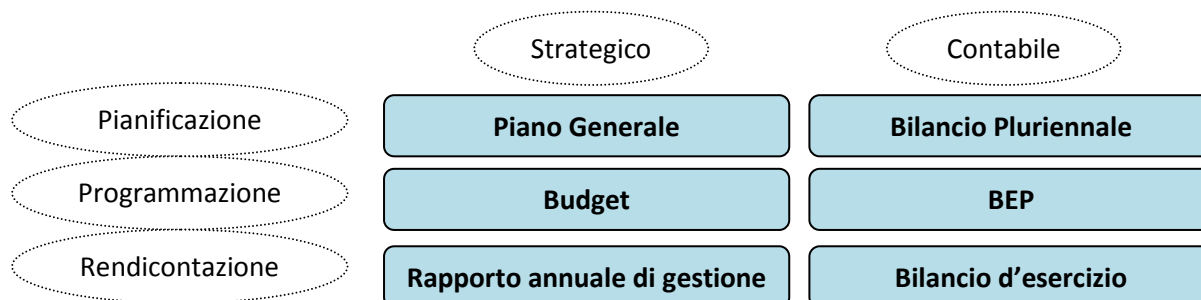 Strategico
Contabile
Pianificazione
Piano Generale
Bilancio Pluriennale
Programmazione
Budget
BEP
Rendicontazione
Rapporto annuale di gestione
Bilancio d’esercizio